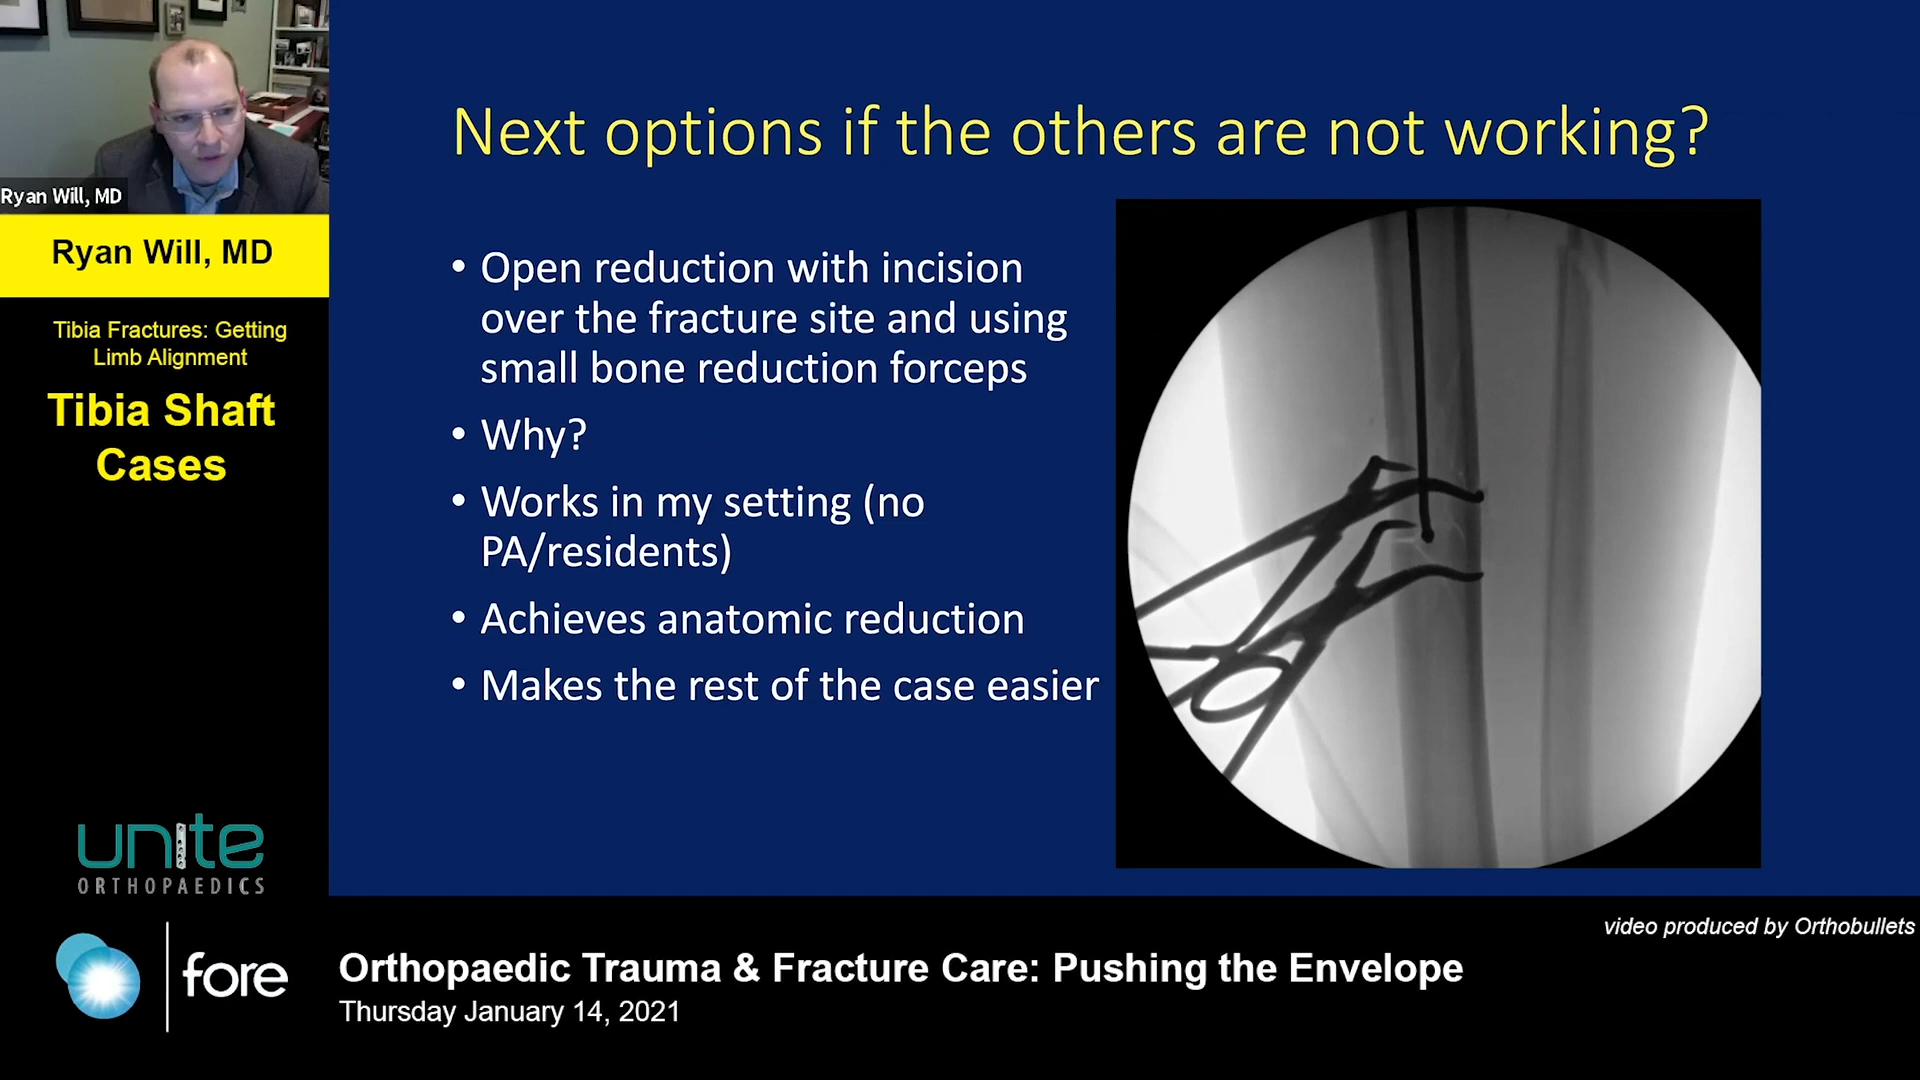 Ryan Will, MD
Ryan Will, MD
Tibia Fractures: Getting
Limb Alignment
Tibia Shaft
Cases
unite
ORTHOPAEDICS
Next options if the others are not working?
• Open reduction with incision
over the fracture site and using
small bone reduction forceps
• Why?
• Works in my setting (no
PA/residents)
• Achieves anatomic reduction
• Makes the rest of the case easier
video produced by Orthobullets
fore
Orthopaedic Trauma & Fracture Care: Pushing the Envelope
Thursday January 14, 2021